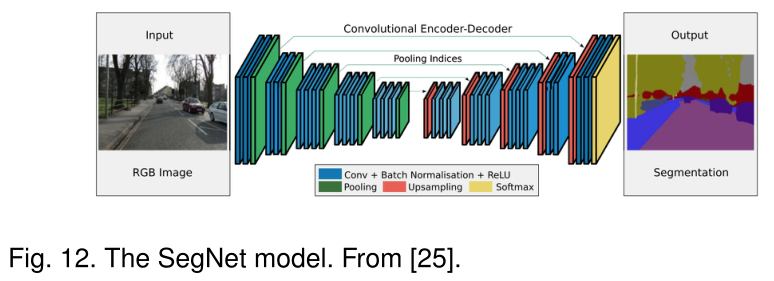 Convolutional Encoder-Decoder
Input
Output
Pooling Indices
RGB Image
Segmentation
Conv + Batch Normalisation + ReLU
Pooling Upsampling Softmax
Fig. 12. The SegNet model. From [25].